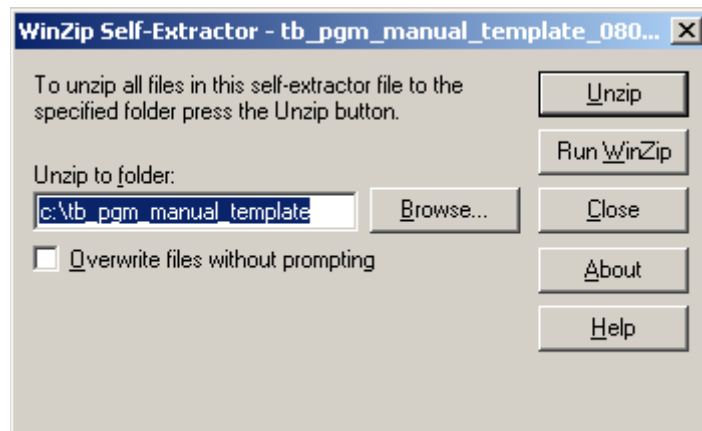 WinZip Self-Extractor - tb_pgm_manual_template_080...
To unzip all files in this self-extractor file to the
specified folder press the Unzip button.
Unzip to folder:
c:\tb_pgm_manual_template
Browse...
Overwrite files without prompting
Unzip
Run WinZip
Close
About
Help